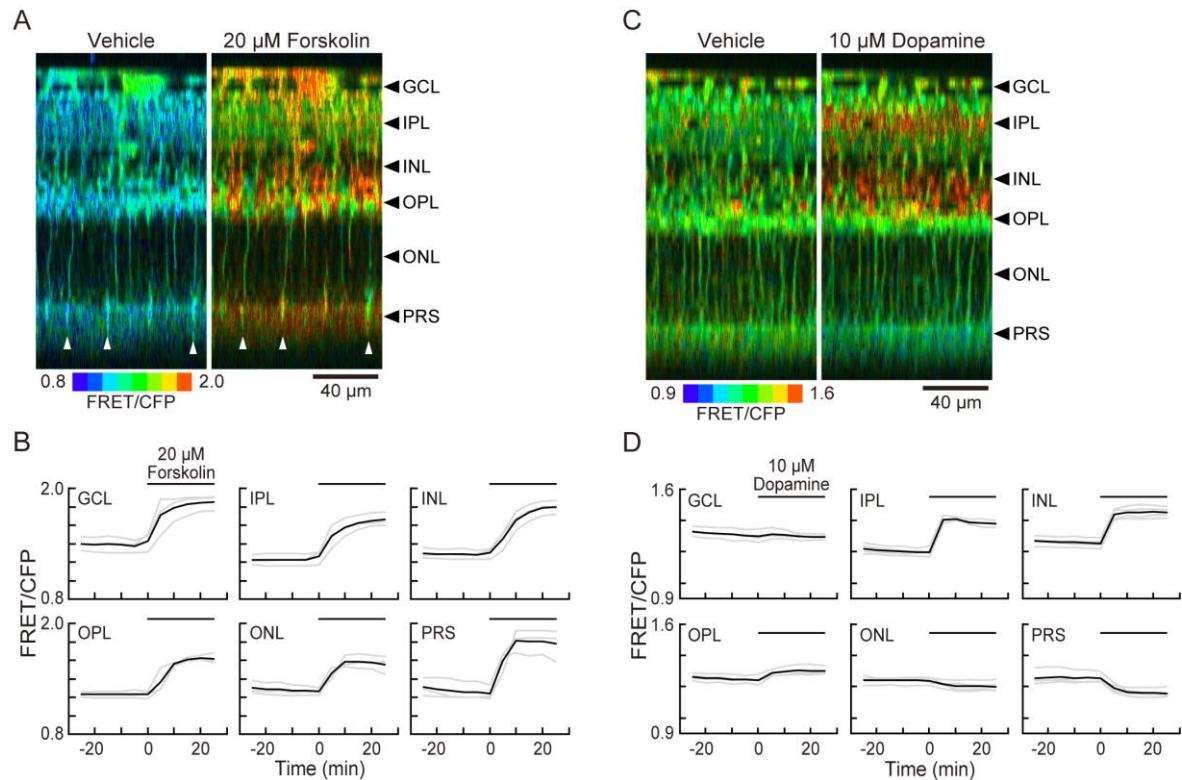 A
Vehicle
20 µM Forskolin
GCL
IPL
INL
OPL
ONL
PRS
0.8
2.0
FRET/CFP
40 µm
C
Vehicle
10 µM Dopamine
GCL
IPL
INL
OPL
ONL
PRS
0.9
1.6
FRET/CFP
40 µm
B
20 µM
Forskolin
2.0
GCL
IPL
INL
0.8
2.0
OPL
ONL
PRS
0.8
FRET/CFP
-20 0 20
-20 0 20
-20 0 20
Time (min)
D
10 µM
Dopamine
1.6
GCL
IPL
INL
0.9
1.6
OPL
ONL
PRS
0.9
FRET/CFP
-20 0 20
-20 0 20
-20 0 20
Time (min)